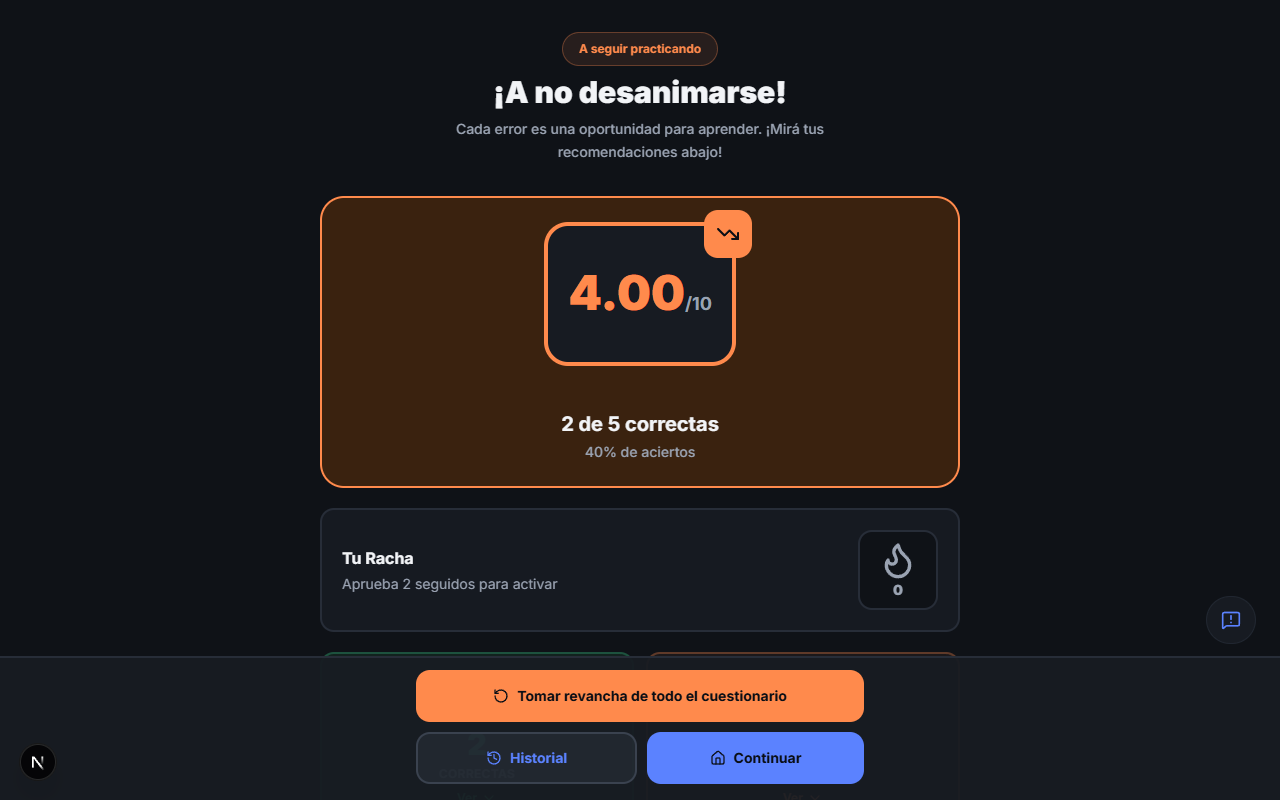 A seguir practicando
¡A no desanimarse!
Cada error es una oportunidad para aprender. ¡Mirá tus
recomendaciones abajo!
4.00/10
2 de 5 correctas
40% de aciertos
Tu Racha
Aprueba 2 seguidos para activar
0
Tomar revancha de todo el cuestionario
Historial
Continuar
N